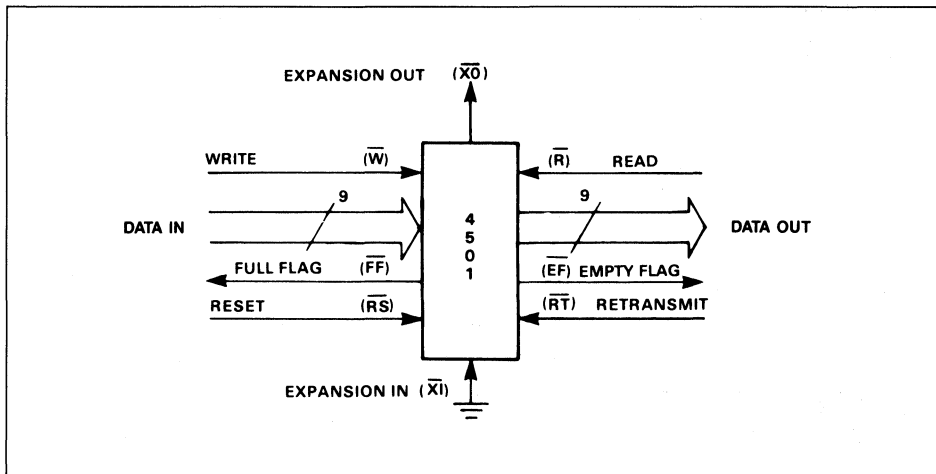 EXPANSION OUT (X̅O̅)
WRITE (W̅) (R̅) READ
9 9
DATA IN DATA OUT
4
5
0
1
FULL FLAG (F̅F̅) (E̅F̅) EMPTY FLAG
RESET (R̅S̅) (R̅T̅) RETRANSMIT
EXPANSION IN (X̅I̅)